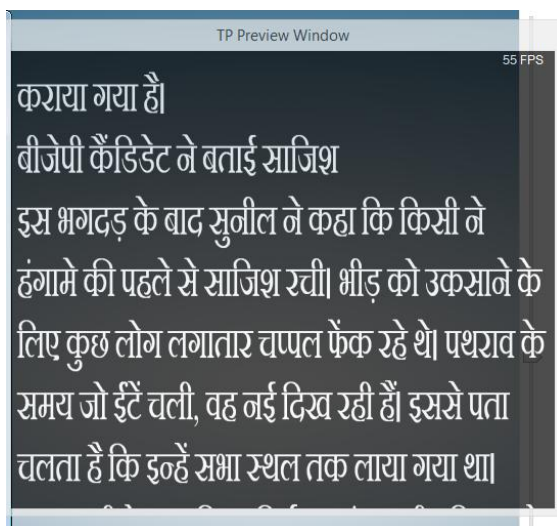 TP Preview Window
55 FPS
कराया गया है।
बीजेपी कैंडिडेट ने बताई साजिश
इस भगदड़ के बाद सुनील ने कहा कि किसी ने
हंगामे की पहले से साजिश रची। भीड़ को उकसाने के
लिए कुछ लोग लगातार चप्पल फेंक रहे थे। पथराव के
समय जो ईटें चली, वह नई दिख रही हैं। इससे पता
चलता है कि इन्हें सभा स्थल तक लाया गया था।